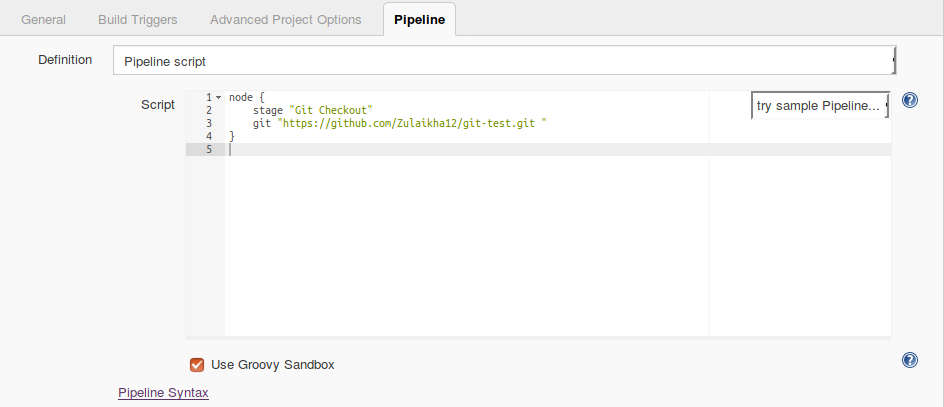 General Build Triggers Advanced Project Options Pipeline
Definition Pipeline script
Script
try sample Pipeline...
1 node {
2 stage "Git Checkout"
3 git "https://github.com/Zulaikha12/git-test.git "
4 }
5
Use Groovy Sandbox
Pipeline Syntax